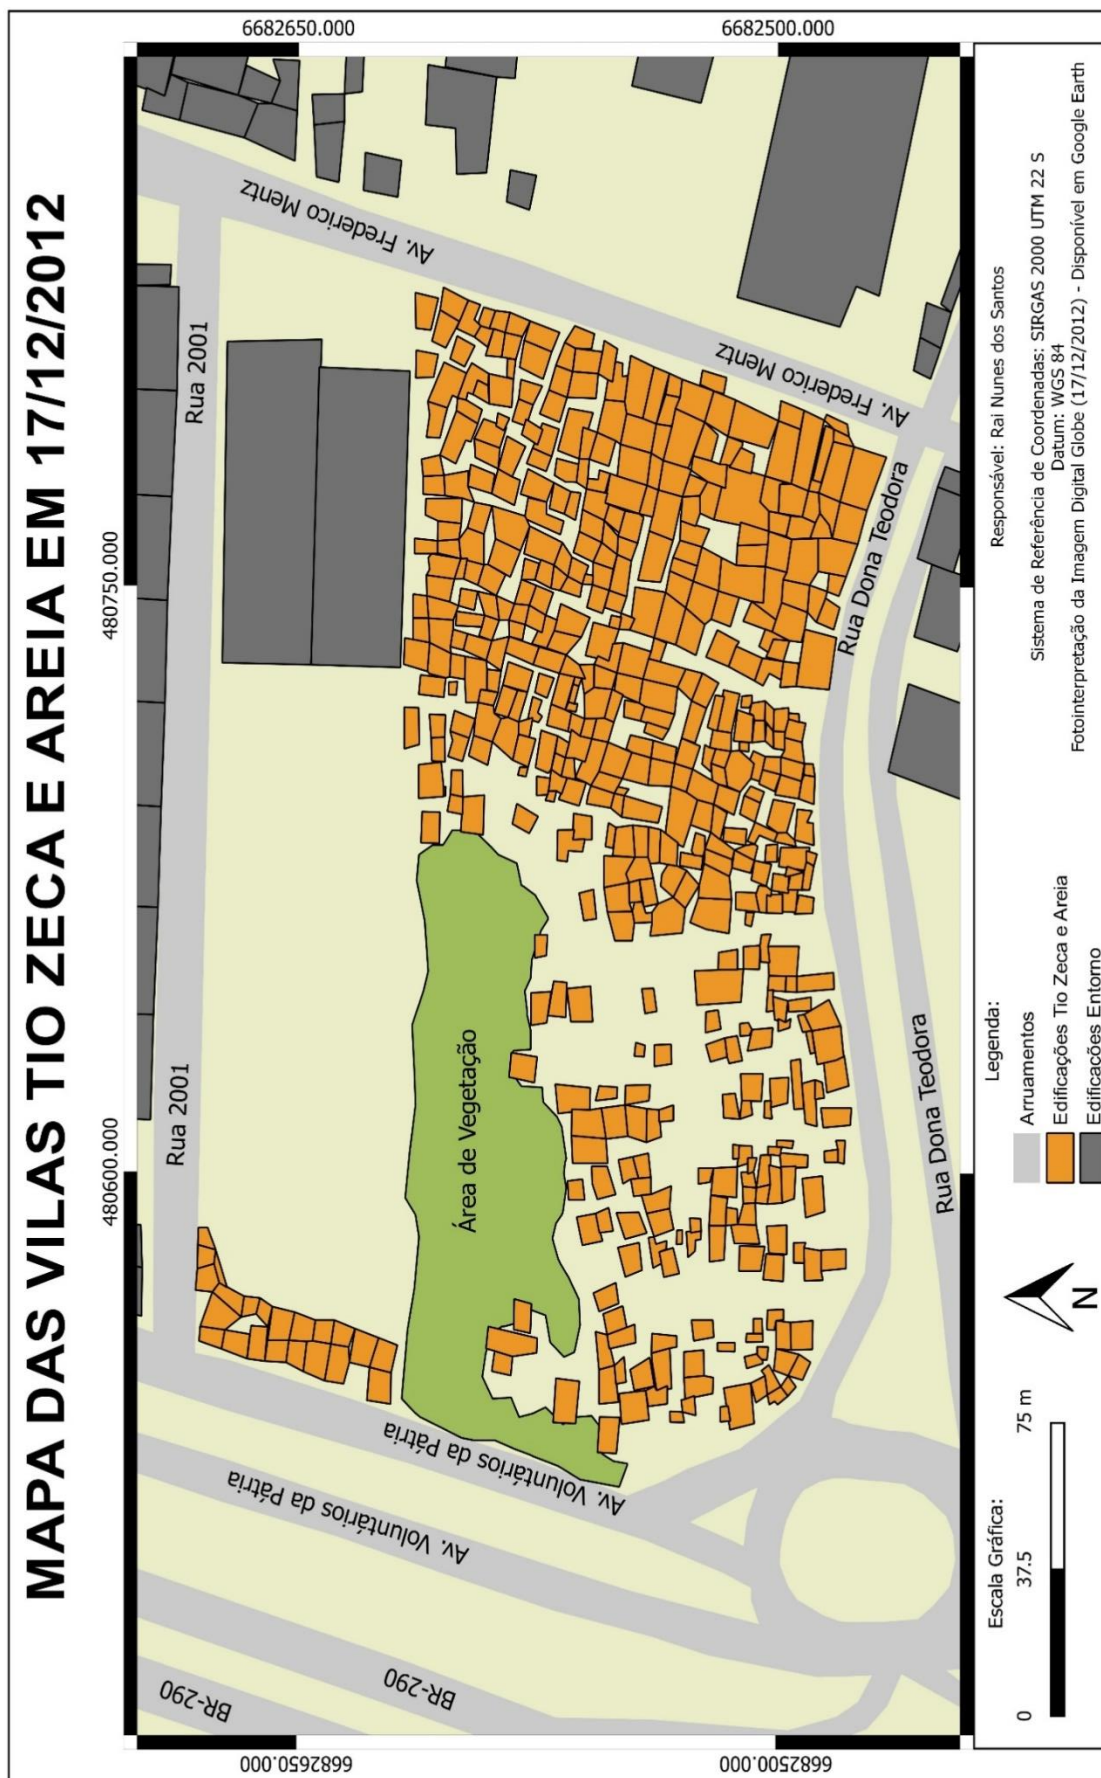 MAPA DAS VILAS TIO ZECA E AREIA EM 17/12/2012
480600.000
480750.000
6682650.000
6682650.000
6682500.000
6682500.000
BR-290
BR-290
Av. Voluntários da Pátria
Av. Voluntários da Pátria
Rua 2001
Rua 2001
Av. Frederico Mentz
Av. Frederico Mentz
Área de Vegetação
Rua Dona Teodora
Rua Dona Teodora
Escala Gráfica:
0 37.5 75 m
N
Legenda:
Arruamentos
Edificações Tio Zeca e Areia
Edificacões Entorno
Responsável: Rai Nunes dos Santos
Sistema de Referência de Coordenadas: SIRGAS 2000 UTM 22 S
Datum: WGS 84
Fotointerpretação da Imagem Digital Globe (17/12/2012) - Disponível em Google Earth